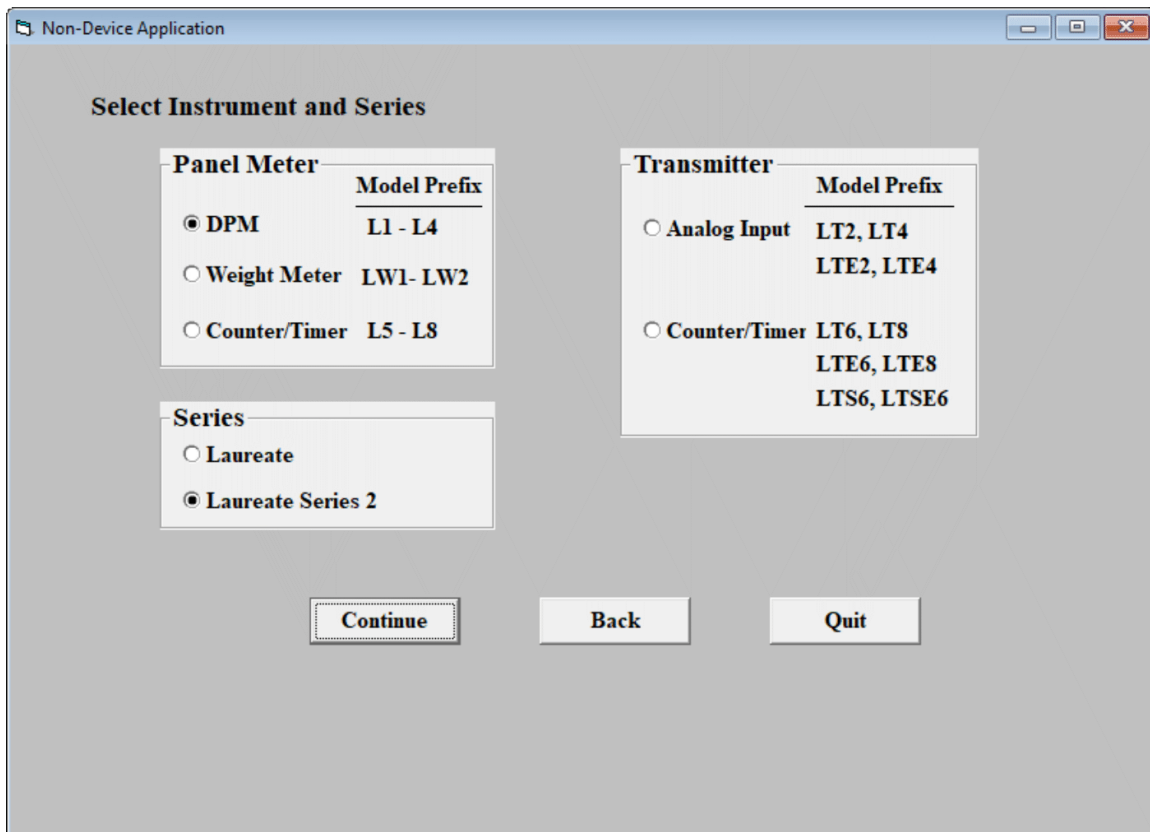 Non-Device Application
Select Instrument and Series
Panel Meter
Model Prefix
DPM L1 - L4
Weight Meter LW1- LW2
Counter/Timer L5 - L8
Series
Laureate
Laureate Series 2
Transmitter
Model Prefix
Analog Input LT2, LT4
LTE2, LTE4
Counter/Timer LT6, LT8
LTE6, LTE8
LTS6, LTSE6
Continue Back Quit